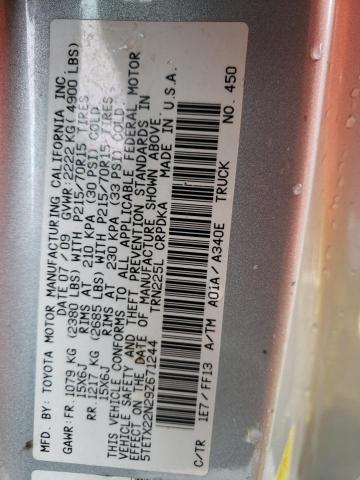 MFD. BY: TOYOTA MOTOR MANUFACTURING CALIFORNIA INC
DATE 07/09 GVWR: 2222 KG( 4900 LBS)
GAWR: FR. 1079 KG (2380 LBS) WITH P215/70R15 TIRES
15X6J RIMS AT 210 KPA (30 PSI) COLD.
RR. 1217 KG (2685 LBS) WITH P215/70R15 TIRES
15X6J RIMS AT 230 KPA (33 PSI) COLD.
THIS VEHICLE CONFORMS TO ALL APPLICABLE FEDERAL MOTOR
VEHICLE SAFETY AND THEFT PREVENTION STANDARDS IN
EFFECT ON THE DATE OF MANUFACTURE SHOWN ABOVE.
5TETX22N29Z671244 TRN225L CRPDKA MADE IN U.S.A.
C/TR 1E7/FF13 A/TM A01A/A340E TRUCK NO. 450